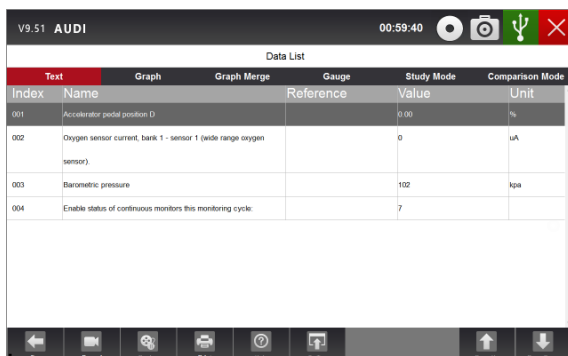 V9.51 AUDI 00:59:40
Data List
Text Graph Graph Merge Gauge Study Mode Comparison Mode
Index Name Reference Value Unit
001 Accelerator pedal position D 0.00 %
002 Oxygen sensor current, bank 1 - sensor 1 (wide range oxygen 0 uA
sensor).
003 Barometric pressure 102 kpa
004 Enable status of continuous monitors this monitoring cycle: 7